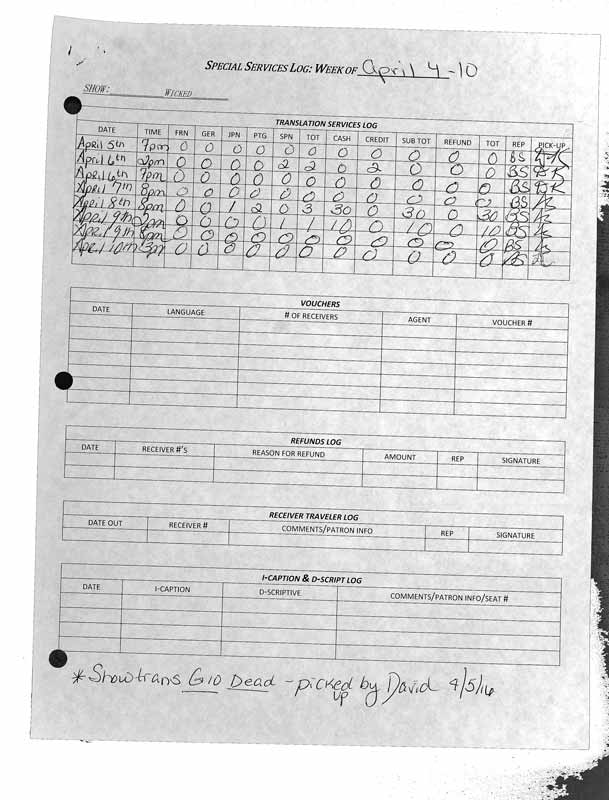 SPECIAL SERVICES LOG: WEEK OF April 4-10
SHOW: WICKED
TRANSLATION SERVICES LOG
DATE TIME FRN GER JPN PTG SPN TOT CASH CREDIT SUB TOT REFUND TOT REP PICK-UP
April 5th 7pm 0 0 0 0 0 0 0 0 0 0 0 BS
April 6th 2pm 0 0 0 0 2 2 0 2 0 0 0 BS
April 6th 7pm 0 0 0 0 0 0 0 0 0 0 0 BS
April 7th 8pm 0 0 0 0 0 0 0 0 0 0 0 BS
April 8th 8pm 0 0 1 2 0 3 30 0 30 0 30 BS
April 9th 2pm 0 0 0 0 1 1 10 0 10 0 10 BS
April 9th 8pm 0 0 0 0 0 0 0 0 0 0 0 BS
April 10th 3pm 0 0 0 0 0 0 0 0 0 0 0 BS
VOUCHERS
DATE LANGUAGE # OF RECEIVERS AGENT VOUCHER #
REFUNDS LOG
DATE RECEIVER #'S REASON FOR REFUND AMOUNT REP SIGNATURE
RECEIVER TRAVELER LOG
DATE OUT RECEIVER # COMMENTS/PATRON INFO REP SIGNATURE
I-CAPTION & D-SCRIPT LOG
DATE I-CAPTION D-SCRIPTIVE COMMENTS/PATRON INFO/SEAT #
*Showtrans G10 Dead - picked up by David 4/5/16